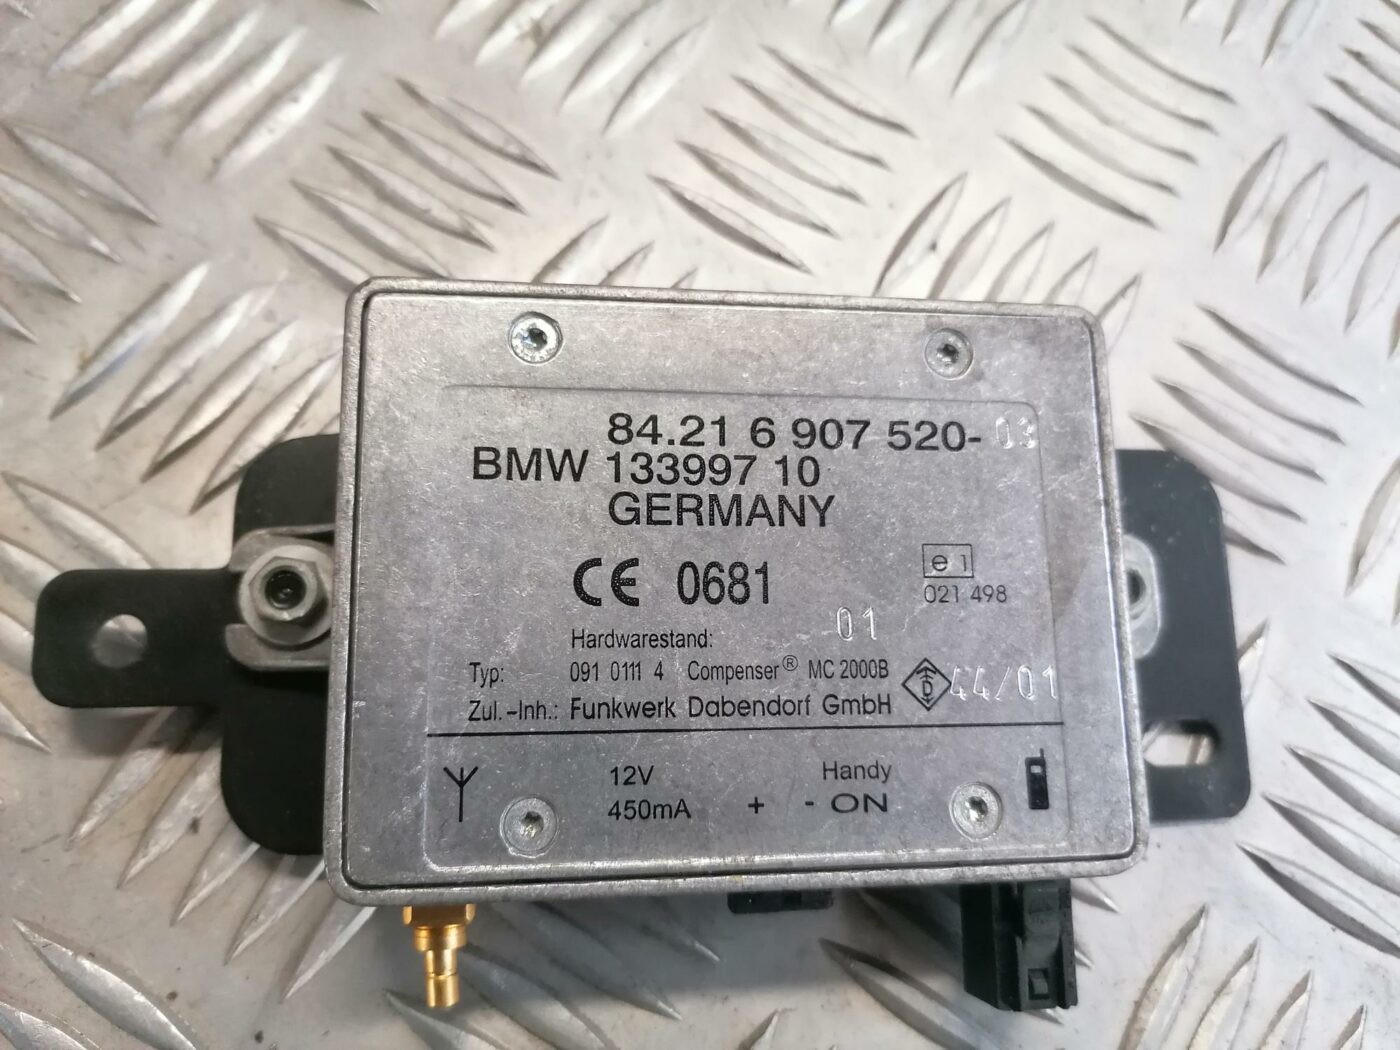 84.21 6 907 520-03
BMW 133997 10
GERMANY
CE 0681
e 1
021 498
Hardwarestand: 01
Typ: 091 0111 4 Compenser® MC 2000B
D 44/01
Zul.-Inh.: Funkwerk Dabendorf GmbH
12V Handy
450mA + - ON